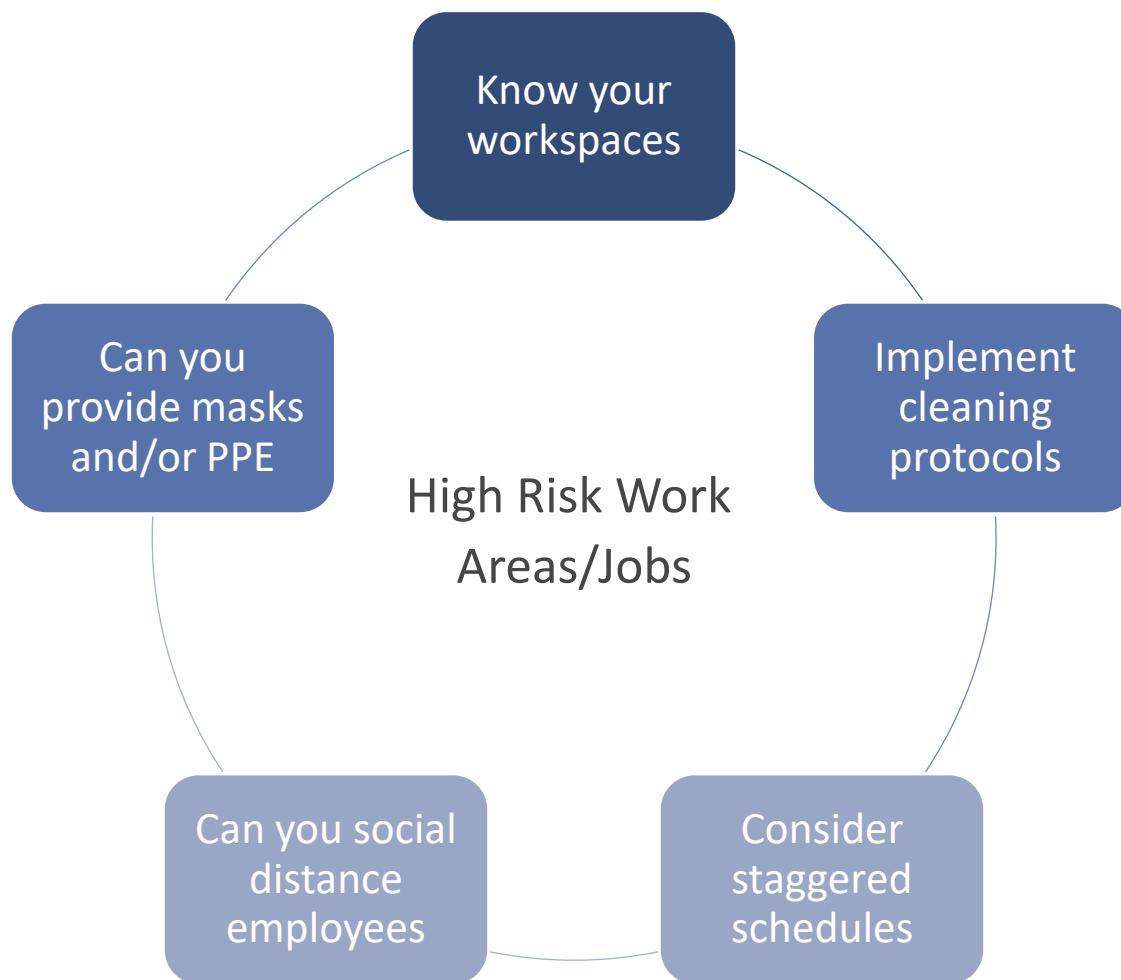 Know your
workspaces
Implement
cleaning
protocols
Consider
staggered
schedules
Can you social
distance
employees
Can you
provide masks
and/or PPE
High Risk Work
Areas/Jobs